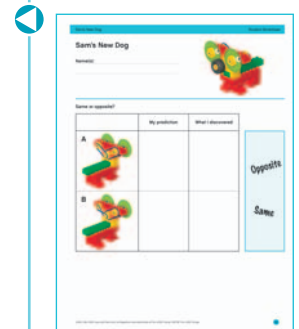 Sam's New Dog
Student Worksheet
Sam's New Dog
Name(s):
Same or opposite?
My prediction
What I discovered
A
B
Opposite
Same